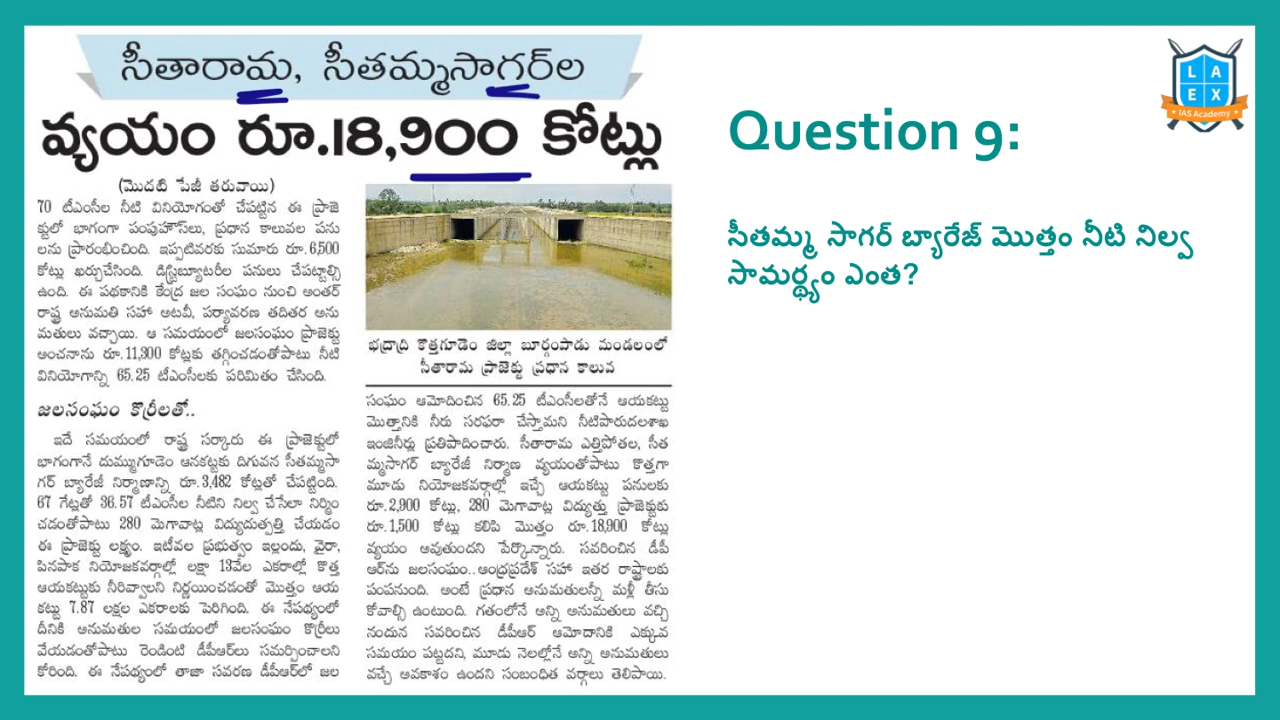 సీతారామ, సీతమ్మసాగర్‌ల
వ్యయం రూ.18,900 కోట్లు
(మొదటి పేజీ తరువాయి)
70 టీఎంసీల నీటి వినియోగంతో చేపట్టిన ఈ ప్రాజె
క్టులో భాగంగా పంపుహౌస్‌లు, ప్రధాన కాలువల పను
లను ప్రారంభించింది. ఇప్పటివరకు సుమారు రూ.6,500
కోట్లు ఖర్చుచేసింది. డిస్ట్రిబ్యూటరీల పనులు చేపట్టాల్సి
ఉంది. ఈ పథకానికి కేంద్ర జల సంఘం నుంచి అంతర్
రాష్ట్ర అనుమతి సహా అటవీ, పర్యావరణ తదితర అను
మతులు వచ్చాయి. ఆ సమయంలో జలసంఘం ప్రాజెక్టు
అంచనాను రూ.11,300 కోట్లకు తగ్గించడంతోపాటు నీటి
వినియోగాన్ని 65.25 టీఎంసీలకు పరిమితం చేసింది.
జలసంఘం కొర్రీలతో..
ఇదే సమయంలో రాష్ట్ర సర్కారు ఈ ప్రాజెక్టులో
భాగంగానే దుమ్ముగూడెం ఆనకట్టకు దిగువన సీతమ్మసా
గర్ బ్యారేజీ నిర్మాణాన్ని రూ.3,482 కోట్లతో చేపట్టింది.
67 గేట్లతో 36.57 టీఎంసీల నీటిని నిల్వ చేసేలా నిర్మిం
చడంతోపాటు 280 మెగావాట్ల విద్యుదుత్పత్తి చేయడం
ఈ ప్రాజెక్టు లక్ష్యం. ఇటీవల ప్రభుత్వం ఇల్లందు, వైరా,
పినపాక నియోజకవర్గాల్లో లక్షా 13వేల ఎకరాల్లో కొత్త
ఆయకట్టుకు నీరివ్వాలని నిర్ణయించడంతో మొత్తం ఆయ
కట్టు 7.87 లక్షల ఎకరాలకు పెరిగింది. ఈ నేపథ్యంలో
దీనికి అనుమతుల సమయంలో జలసంఘం కొర్రీలు
వేయడంతోపాటు రెండింటి డీపీఆర్‌లు సమర్పించాలని
కోరింది. ఈ నేపథ్యంలో తాజా సవరణ డీపీఆర్‌లో జల
భద్రాద్రి కొత్తగూడెం జిల్లా బూర్గంపాడు మండలంలో
సీతారామ ప్రాజెక్టు ప్రధాన కాలువ
సంఘం ఆమోదించిన 65.25 టీఎంసీలతోనే ఆయకట్టు
మొత్తానికి నీరు సరఫరా చేస్తామని నీటిపారుదలశాఖ
ఇంజినీర్లు ప్రతిపాదించారు. సీతారామ ఎత్తిపోతల, సీత
మ్మసాగర్ బ్యారేజీ నిర్మాణ వ్యయంతోపాటు కొత్తగా
మూడు నియోజకవర్గాల్లో ఇచ్చే ఆయకట్టు పనులకు
రూ.2,900 కోట్లు, 280 మెగావాట్ల విద్యుత్తు ప్రాజెక్టుకు
రూ.1,500 కోట్లు కలిపి మొత్తం రూ.18,900 కోట్లు
వ్యయం అవుతుందని పేర్కొన్నారు. సవరించిన డీపీ
ఆర్‌ను జలసంఘం.. ఆంధ్రప్రదేశ్ సహా ఇతర రాష్ట్రాలకు
పంపనుంది. అంటే ప్రధాన అనుమతులన్నీ మళ్లీ తీసు
కోవాల్సి ఉంటుంది. గతంలోనే అన్ని అనుమతులు వచ్చి
నందున సవరించిన డీపీఆర్ ఆమోదానికి ఎక్కువ
సమయం పట్టదని, మూడు నెలల్లోనే అన్ని అనుమతులు
వచ్చే అవకాశం ఉందని సంబంధిత వర్గాలు తెలిపాయి.
Question 9:
సీతమ్మ సాగర్ బ్యారేజ్ మొత్తం నీటి నిల్వ
సామర్థ్యం ఎంత?
L A
E X
IAS Academy